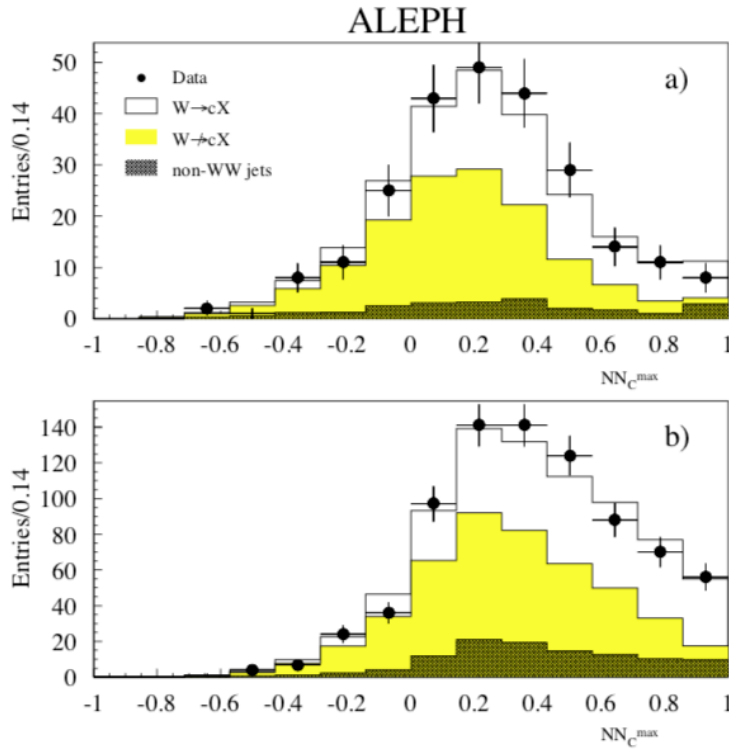 ALEPH
a)
Data
W→cX
W↛cX
non-WW jets
Entries/0.14
50
40
30
20
10
0
-1 -0.8 -0.6 -0.4 -0.2 0 0.2 0.4 0.6 0.8 1
NN_C^max
b)
Entries/0.14
140
120
100
80
60
40
20
0
-1 -0.8 -0.6 -0.4 -0.2 0 0.2 0.4 0.6 0.8 1
NN_C^max